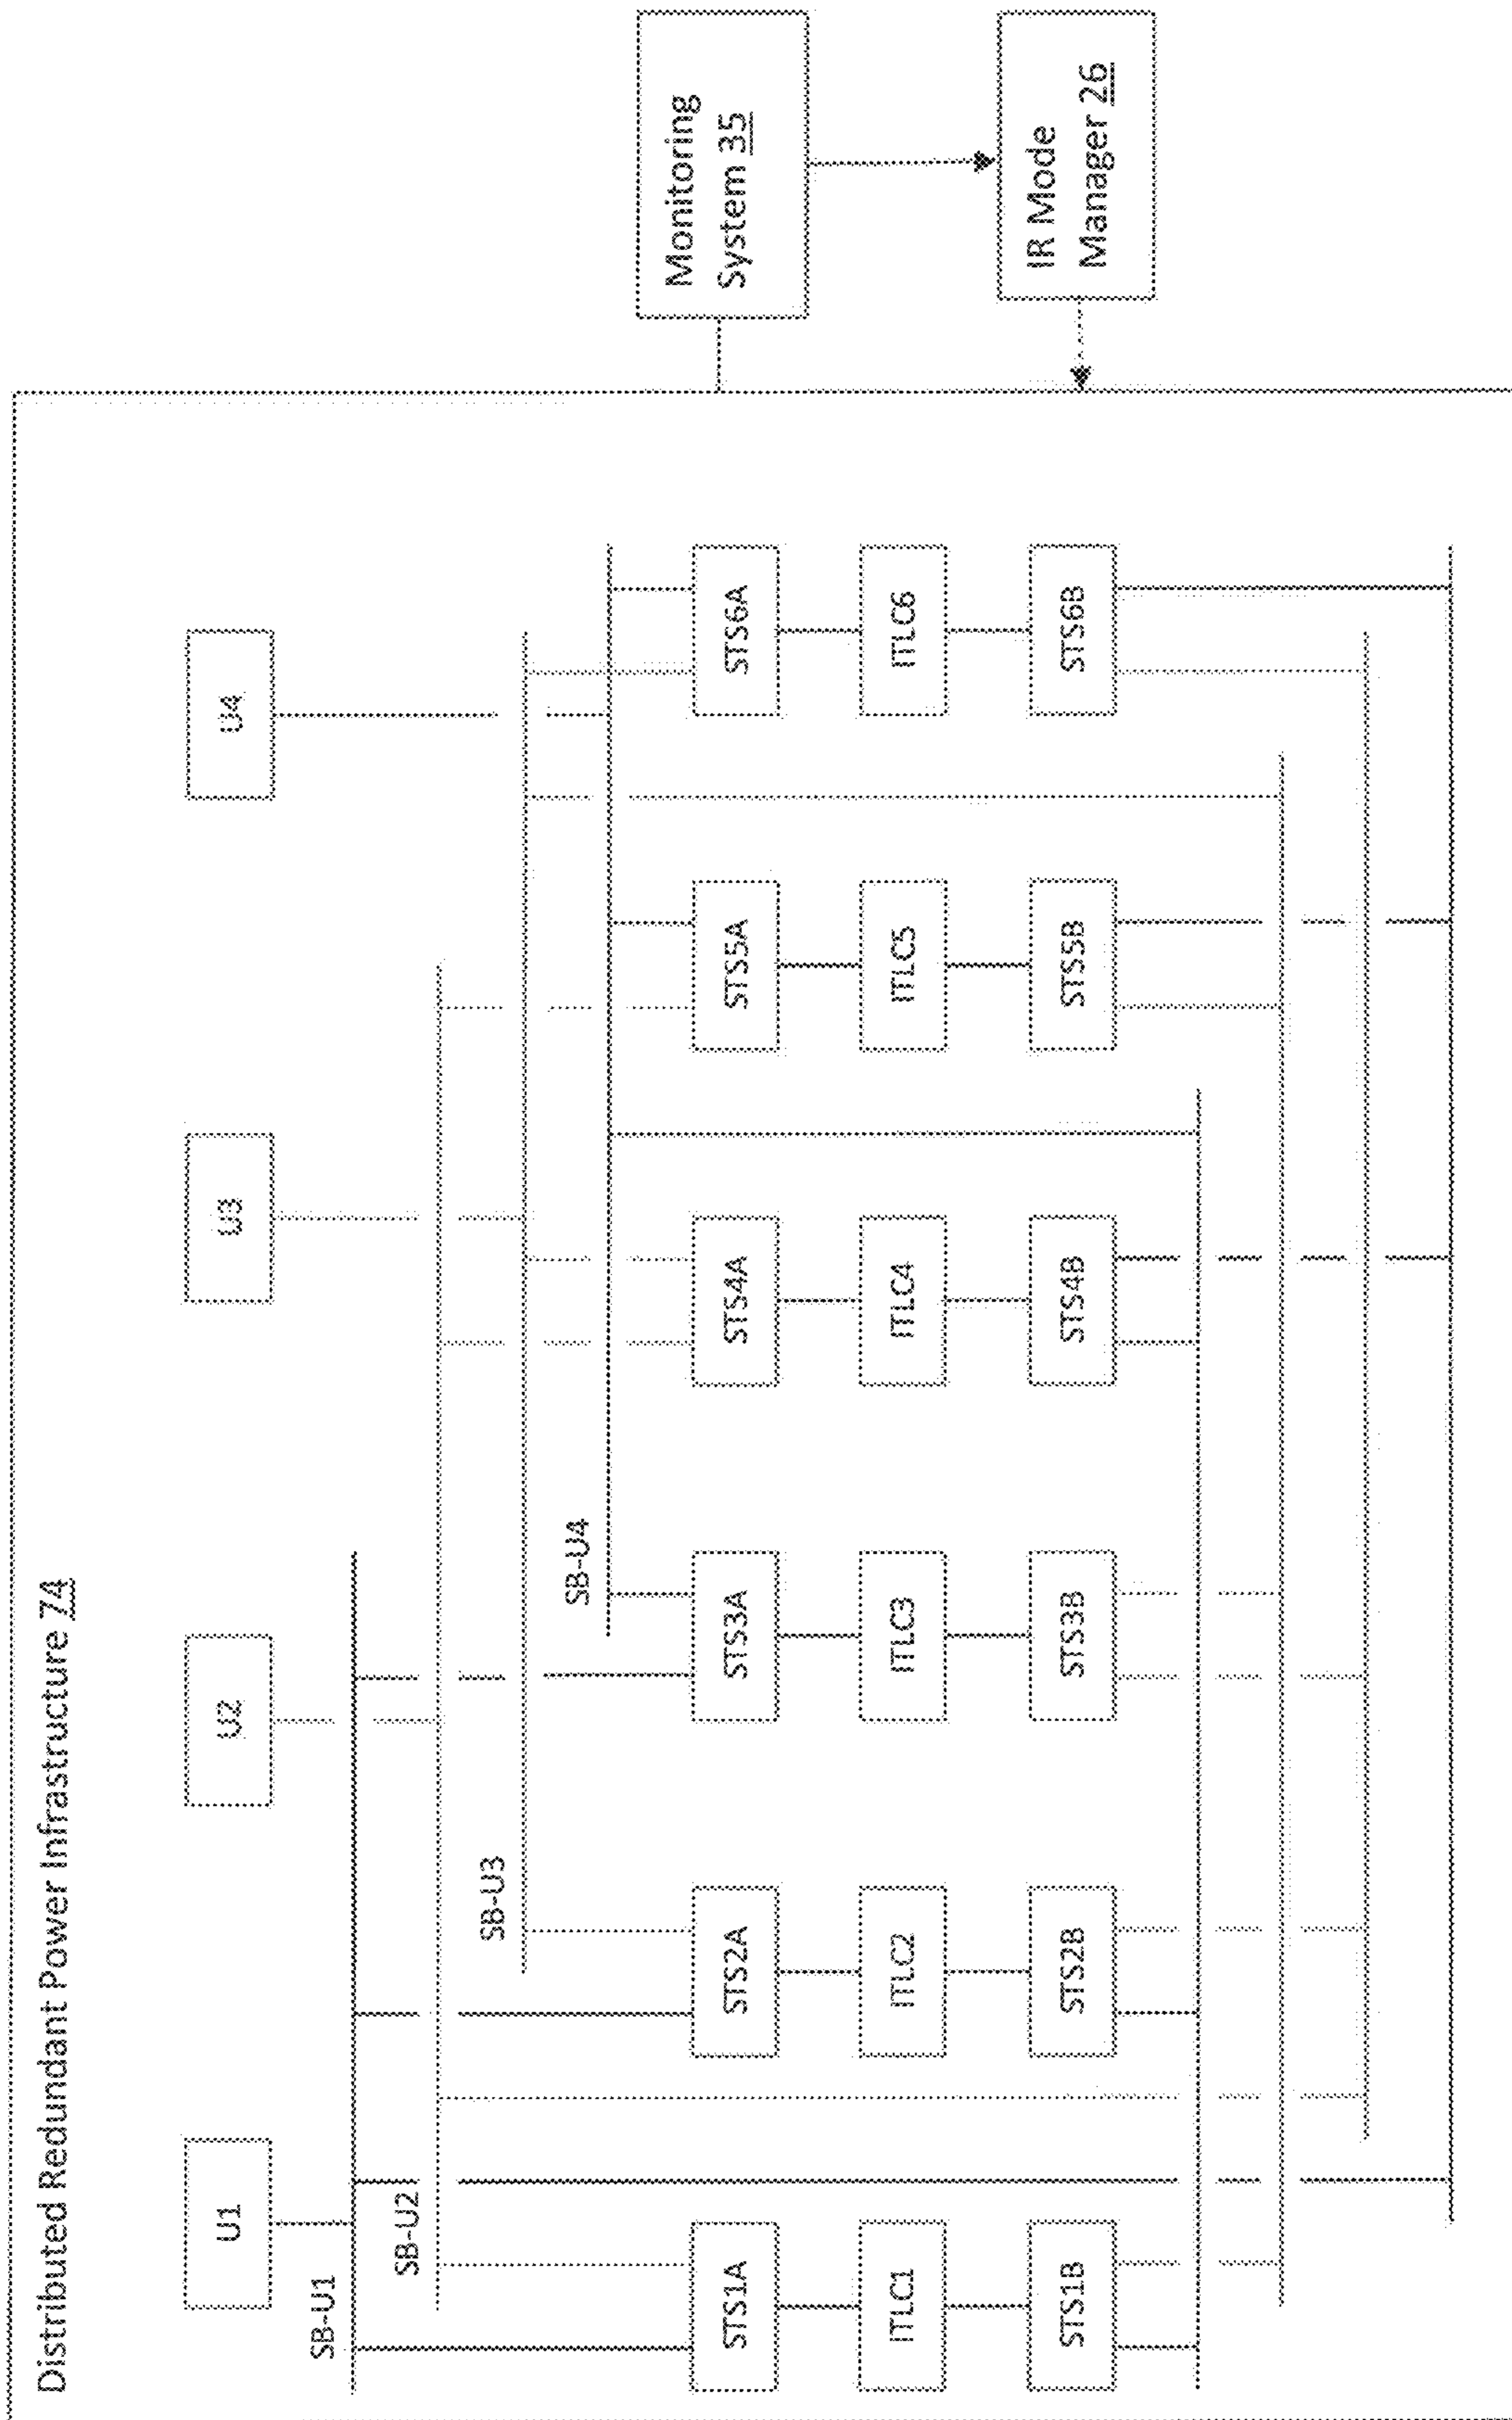 Distributed Redundant Power Infrastructure 74
U1
U2
U3
U4
SB-U1
SB-U2
SB-U3
SB-U4
STS1A
STS2A
STS3A
STS4A
STS5A
STS6A
ITLC1
ITLC2
ITLC3
ITLC4
ITLC5
ITLC6
STS1B
STS2B
STS3B
STS4B
STS5B
STS6B
Monitoring
System 35
IR Mode
Manager 26